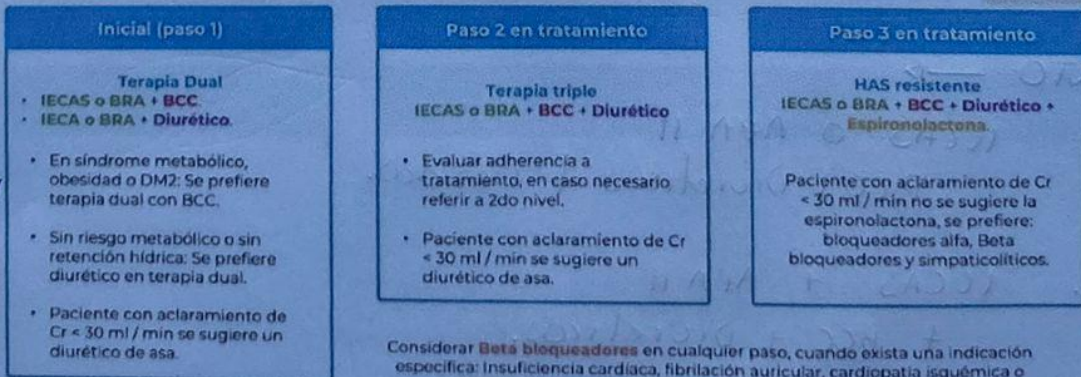 Inicial (paso 1)
Terapia Dual
• IECAS o BRA + BCC.
• IECA o BRA + Diurético.
• En síndrome metabólico,
obesidad o DM2: Se prefiere
terapia dual con BCC.
• Sin riesgo metabólico o sin
retención hídrica: Se prefiere
diurético en terapia dual.
• Paciente con aclaramiento de
Cr < 30 ml / min se sugiere un
diurético de asa.
Paso 2 en tratamiento
Terapia triple
IECAS o BRA + BCC + Diurético
• Evaluar adherencia a
tratamiento, en caso necesario
referir a 2do nivel.
• Paciente con aclaramiento de Cr
< 30 ml / min se sugiere un
diurético de asa.
Paso 3 en tratamiento
HAS resistente
IECAS o BRA + BCC + Diurético +
Espironolactona.
Paciente con aclaramiento de Cr
< 30 ml / min no se sugiere la
espironolactona, se prefiere:
bloqueadores alfa, Beta
bloqueadores y simpaticolíticos.
Considerar Beta bloqueadores en cualquier paso, cuando exista una indicación
específica: Insuficiencia cardíaca, fibrilación auricular, cardiopatía isquémica o